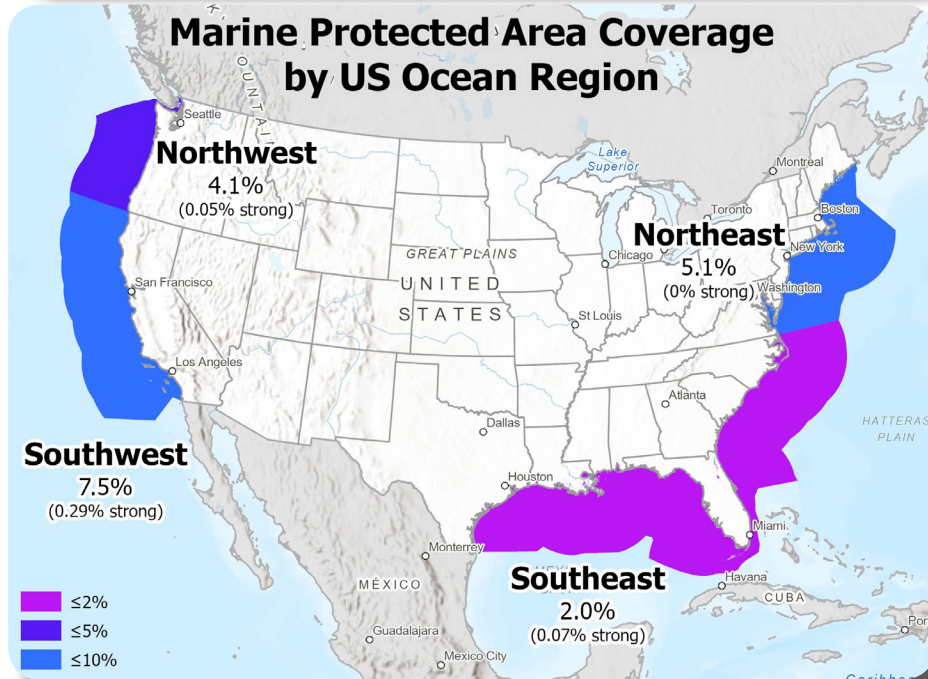 Marine Protected Area Coverage
by US Ocean Region
Seattle
Northwest
4.1%
(0.05% strong)
Lake
Superior
Montreal
Toronto
Boston
Northeast
5.1%
(0% strong)
Chicago
New York
Washington
GREAT PLAINS
UNITED
STATES
San Francisco
St Louis
Los Angeles
Atlanta
Dallas
HATTERAS
PLAIN
Southwest
7.5%
(0.29% strong)
Houston
Miami
Monterrey
Southeast
2.0%
(0.07% strong)
Havana
CUBA
MÉXICO
Guadalajara
Mexico City
≤2%
≤5%
≤10%